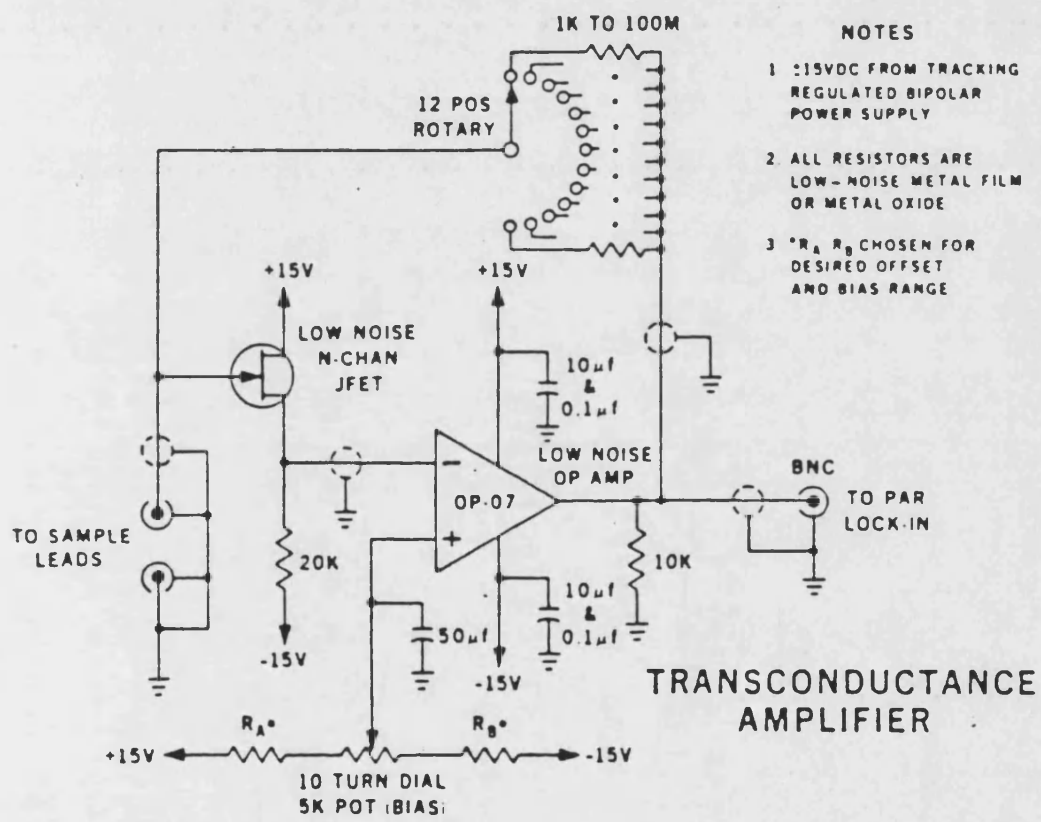 1K TO 100M
12 POS
ROTARY
NOTES
1 ±15VDC FROM TRACKING
REGULATED BIPOLAR
POWER SUPPLY
2. ALL RESISTORS ARE
LOW-NOISE METAL FILM
OR METAL OXIDE
3 *RA RB CHOSEN FOR
DESIRED OFFSET
AND BIAS RANGE
+15V
+15V
LOW NOISE
N-CHAN
JFET
10µf
&
0.1µf
LOW NOISE
OP AMP
−
OP-07
+
BNC
TO PAR
LOCK-IN
TO SAMPLE
LEADS
20K
10K
50µf
10µf
&
0.1µf
-15V
-15V
TRANSCONDUCTANCE
AMPLIFIER
RA*
RB*
+15V
-15V
10 TURN DIAL
5K POT (BIAS)